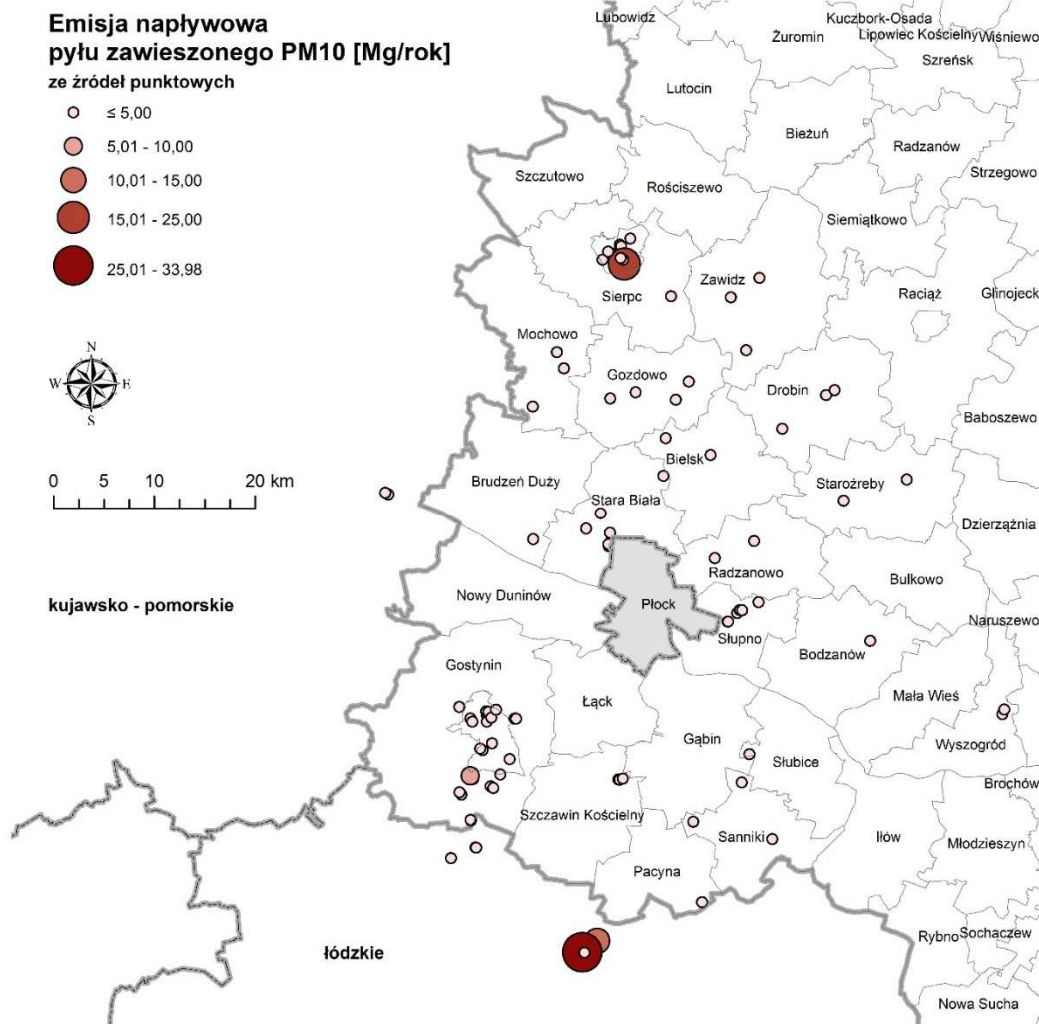 Emisja napływowa
pyłu zawieszonego PM10 [Mg/rok]
ze źródeł punktowych
≤ 5,00
5,01 - 10,00
10,01 - 15,00
15,01 - 25,00
25,01 - 33,98
N
W E
S
0 5 10 20 km
kujawsko - pomorskie
łódzkie
Lubowidz
Kuczbork-Osada
Żuromin
Lipowiec Kościelny
Wiśniewo
Szreńsk
Lutocin
Bieżuń
Radzanów
Strzegowo
Szczutowo
Rościszewo
Siemiątkowo
Zawidz
Raciąż
Glinojeck
Sierpc
Mochowo
Gozdowo
Drobin
Baboszewo
Bielsk
Brudzeń Duży
Stara Biała
Staroźreby
Dzierzążnia
Radzanowo
Bulkowo
Nowy Duninów
Płock
Naruszewo
Słupno
Bodzanów
Gostynin
Łąck
Mała Wieś
Gąbin
Wyszogród
Słubice
Brochów
Szczawin Kościelny
Sanniki
Iłów
Młodzieszyn
Pacyna
Rybno
Sochaczew
Nowa Sucha